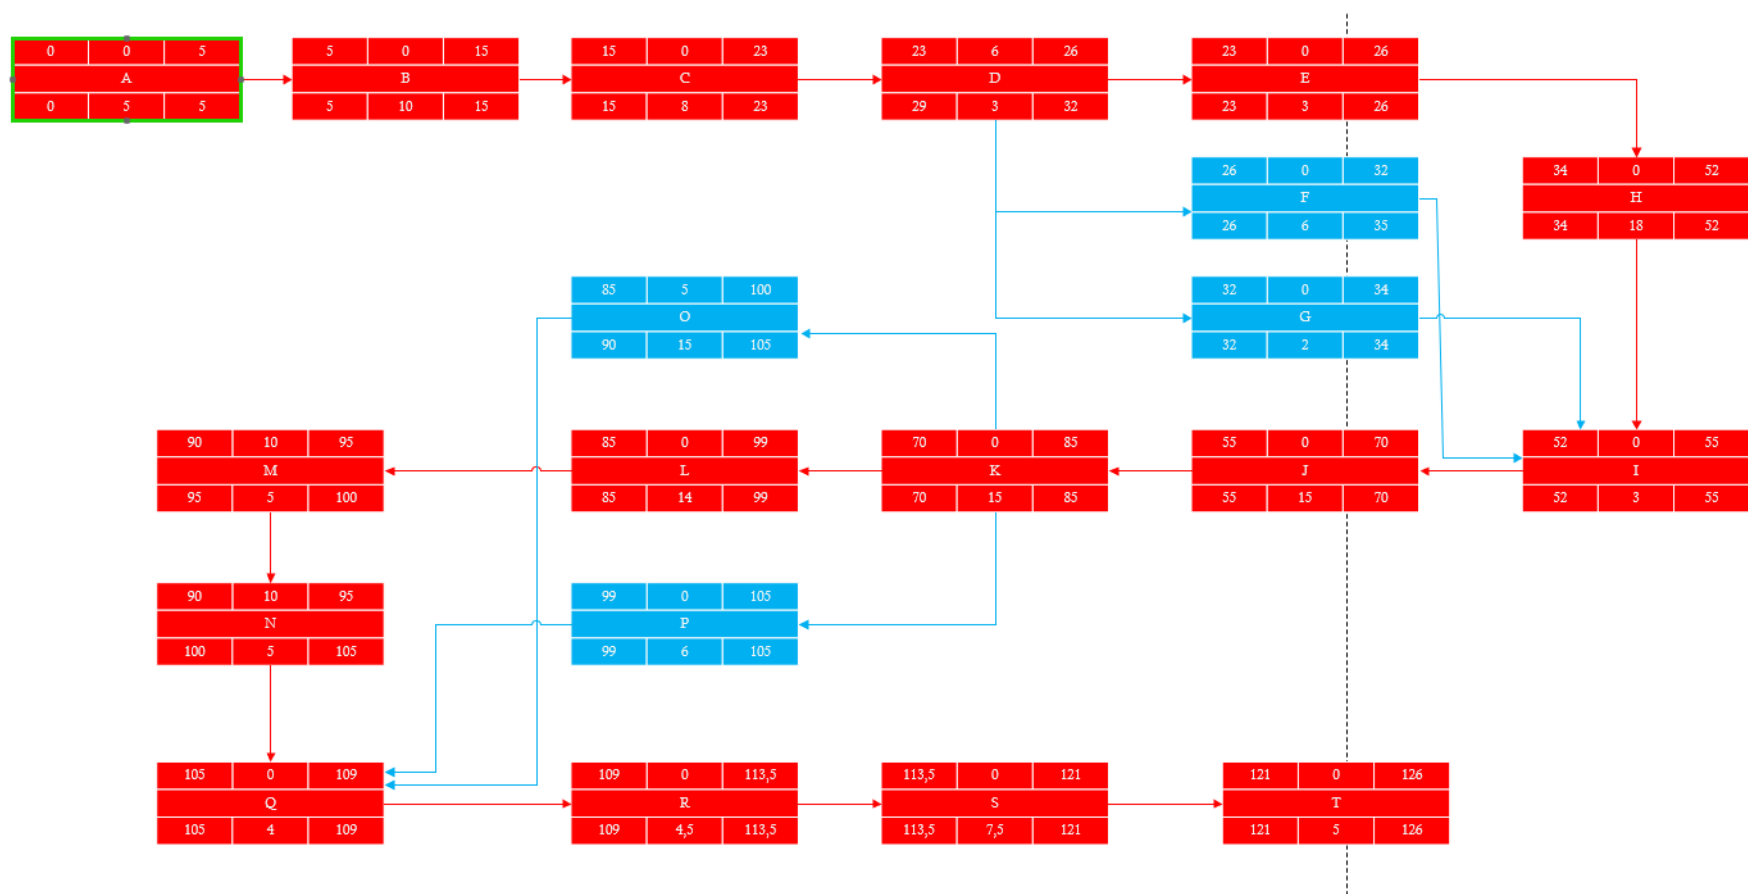 0 0 5
A
0 5 5
5 0 15
B
5 10 15
15 0 23
C
15 8 23
23 6 26
D
29 3 32
23 0 26
E
23 3 26
26 0 32
F
26 6 35
34 0 52
H
34 18 52
85 5 100
O
90 15 105
32 0 34
G
32 2 34
90 10 95
M
95 5 100
85 0 99
L
85 14 99
70 0 85
K
70 15 85
55 0 70
J
55 15 70
52 0 55
I
52 3 55
90 10 95
N
100 5 105
99 0 105
P
99 6 105
105 0 109
Q
105 4 109
109 0 113,5
R
109 4,5 113,5
113,5 0 121
S
113,5 7,5 121
121 0 126
T
121 5 126